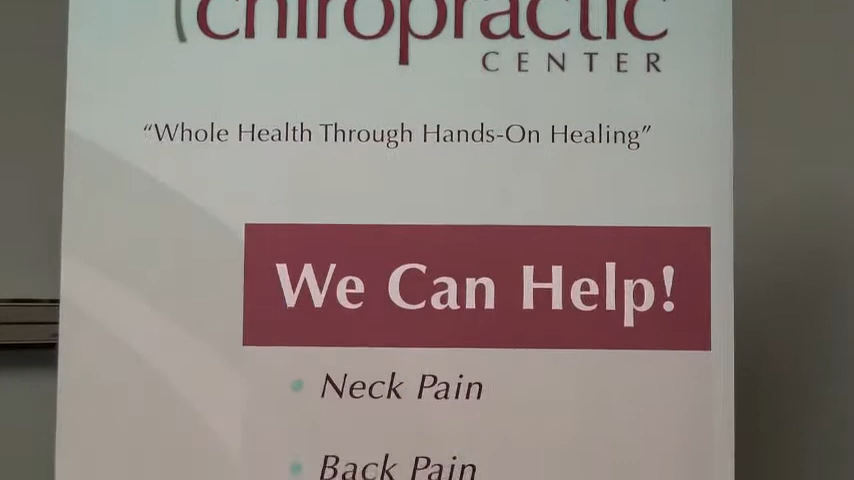 chiropractic
CENTER
“Whole Health Through Hands-On Healing”
We Can Help!
• Neck Pain
• Back Pain